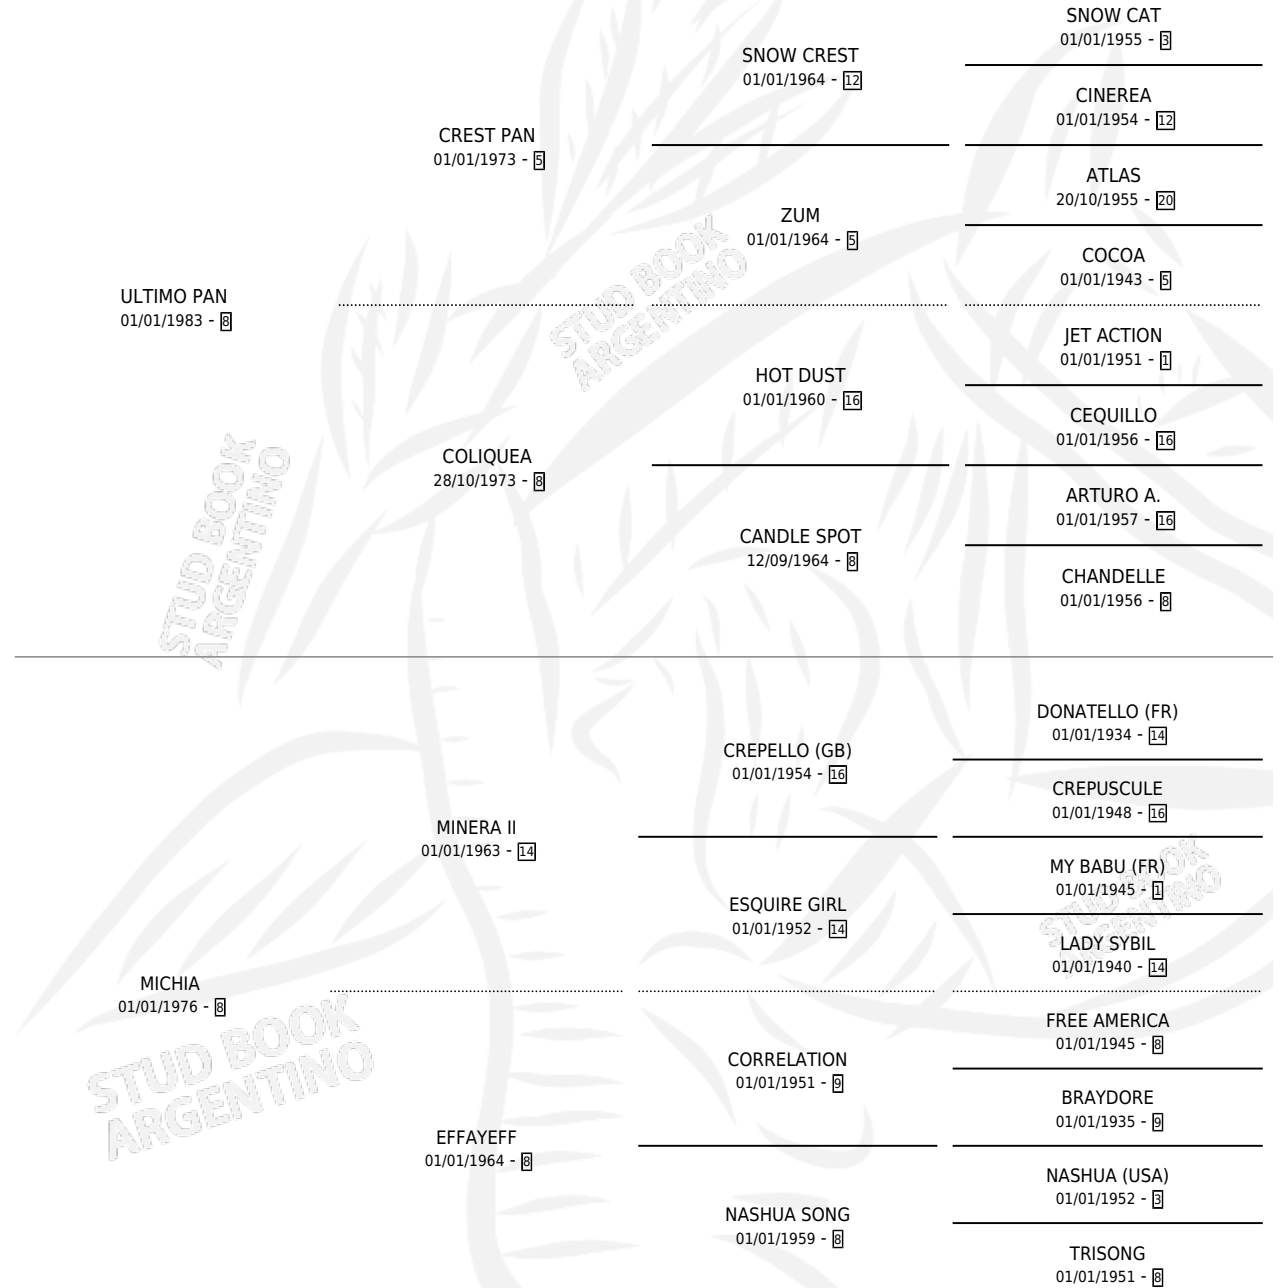 SNOW CAT
01/01/1955 - 3
SNOW CREST
01/01/1964 - 12
CINEREA
01/01/1954 - 12
CREST PAN
01/01/1973 - 5
ATLAS
20/10/1955 - 20
ZUM
01/01/1964 - 5
COCOA
01/01/1943 - 5
ULTIMO PAN
01/01/1983 - 8
JET ACTION
01/01/1951 - 1
HOT DUST
01/01/1960 - 16
CEQUILLO
01/01/1956 - 16
COLIQUEA
28/10/1973 - 8
ARTURO A.
01/01/1957 - 16
CANDLE SPOT
12/09/1964 - 8
CHANDELLE
01/01/1956 - 8
STUD BOOK
ARGENTINO
STUD BOOK
ARGENTINO
DONATELLO (FR)
01/01/1934 - 14
CREPELLO (GB)
01/01/1954 - 16
CREPUSCULE
01/01/1948 - 16
MINERA II
01/01/1963 - 14
MY BABU (FR)
01/01/1945 - 1
ESQUIRE GIRL
01/01/1952 - 14
LADY SYBIL
01/01/1940 - 14
STUD BOOK
ARGENTINO
MICHIA
01/01/1976 - 8
FREE AMERICA
01/01/1945 - 8
CORRELATION
01/01/1951 - 9
BRAYDORE
01/01/1935 - 9
STUD BOOK
ARGENTINO
EFFAYEFF
01/01/1964 - 8
NASHUA (USA)
01/01/1952 - 3
NASHUA SONG
01/01/1959 - 8
TRISONG
01/01/1951 - 8